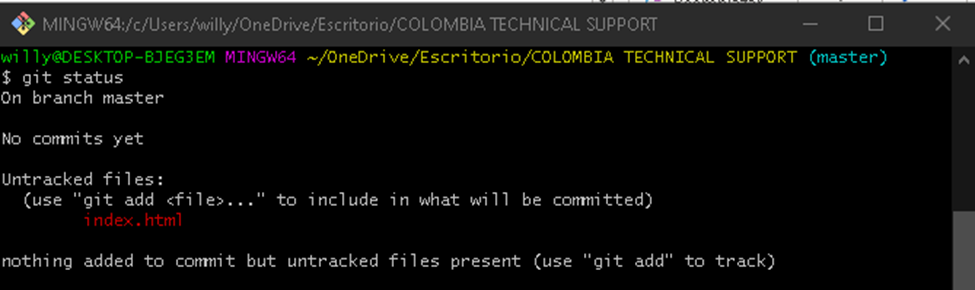 MINGW64:/c/Users/willy/OneDrive/Escritorio/COLOMBIA TECHNICAL SUPPORT
willy@DESKTOP-BJEG3EM MINGW64 ~/OneDrive/Escritorio/COLOMBIA TECHNICAL SUPPORT (master)
$ git status
On branch master
No commits yet
Untracked files:
(use "git add <file>..." to include in what will be committed)
index.html
nothing added to commit but untracked files present (use "git add" to track)